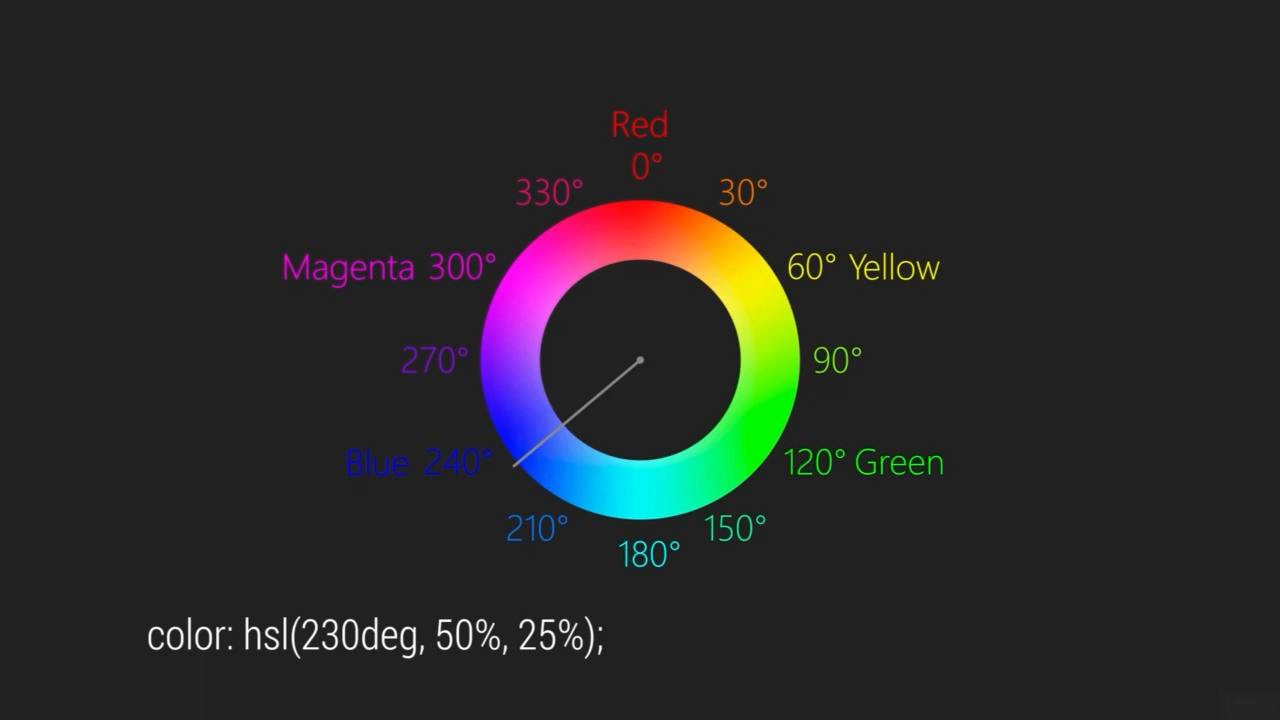 Red
0°
330°
30°
Magenta 300°
60° Yellow
270°
90°
Blue 240°
120° Green
210°
150°
180°
color: hsl(230deg, 50%, 25%);